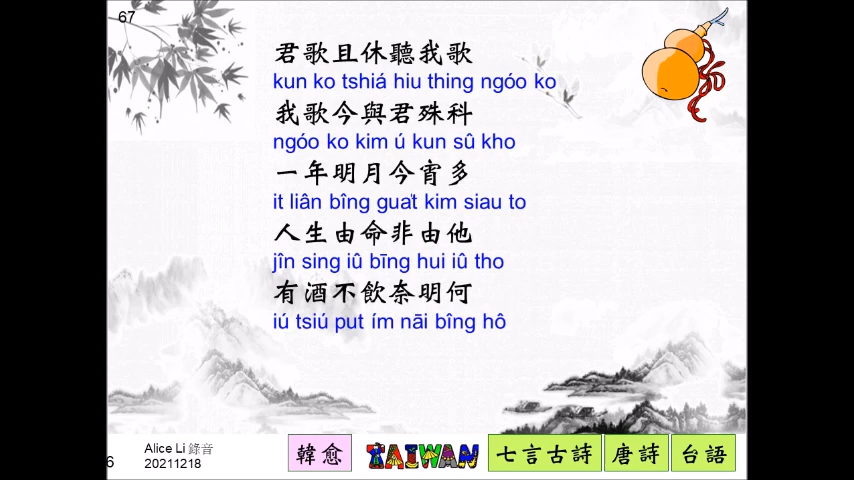 67
君歌且休聽我歌
kun ko tshiá hiu thing ngóo ko
我歌今與君殊科
ngóo ko kim ú kun sû kho
一年明月今宵多
it liân bîng gua̍t kim siau to
人生由命非由他
jîn sing iû bīng hui iû tho
有酒不飲奈明何
iú tsiú put ím nāi bîng hô
6
Alice Li 錄音
20211218
韓愈
TAIWAN
七言古詩
唐詩
台語